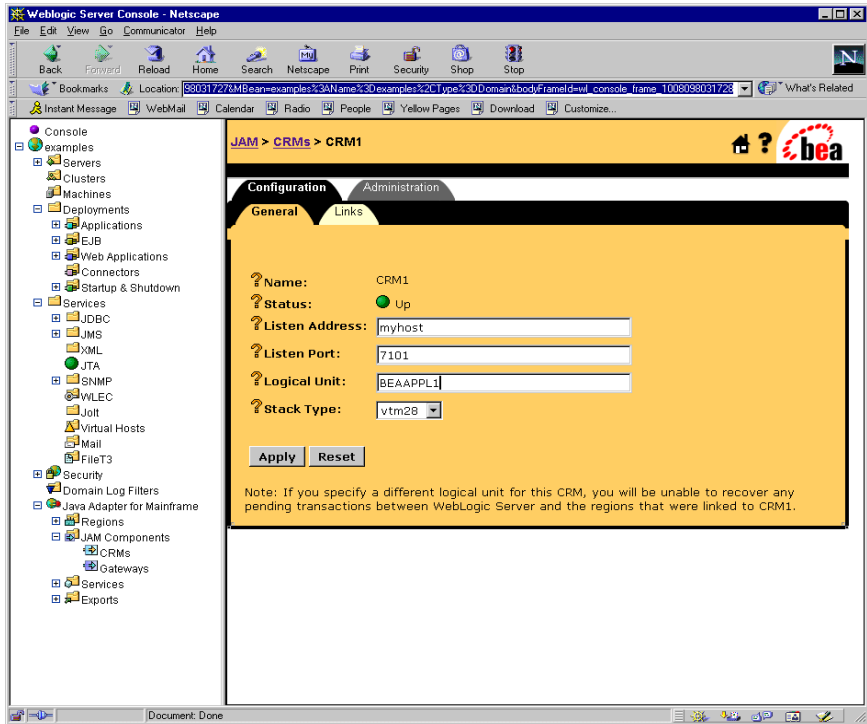 Weblogic Server Console - Netscape
File Edit View Go Communicator Help
Back Forward Reload Home Search Netscape Print Security Shop Stop
My
N
Bookmarks Location: 98031727&MBean=examples%3AName%3Dexamples%2CType%3DDomain&bodyFrameId=wl_console_frame_1008098031728 What's Related
Instant Message WebMail Calendar Radio People Yellow Pages Download Customize...
Console
examples
Servers
Clusters
Machines
Deployments
Applications
EJB
Web Applications
Connectors
Startup & Shutdown
Services
JDBC
JMS
XML
JTA
SNMP
WLEC
Jolt
Virtual Hosts
Mail
FileT3
Security
Domain Log Filters
Java Adapter for Mainframe
Regions
JAM Components
CRMs
Gateways
Services
Exports
JAM > CRMs > CRM1
? bea
Configuration Administration
General Links
? Name: CRM1
? Status: Up
? Listen Address: myhost
? Listen Port: 7101
? Logical Unit: BEAAPPL1
? Stack Type: vtm28
Apply Reset
Note: If you specify a different logical unit for this CRM, you will be unable to recover any
pending transactions between WebLogic Server and the regions that were linked to CRM1.
Document: Done